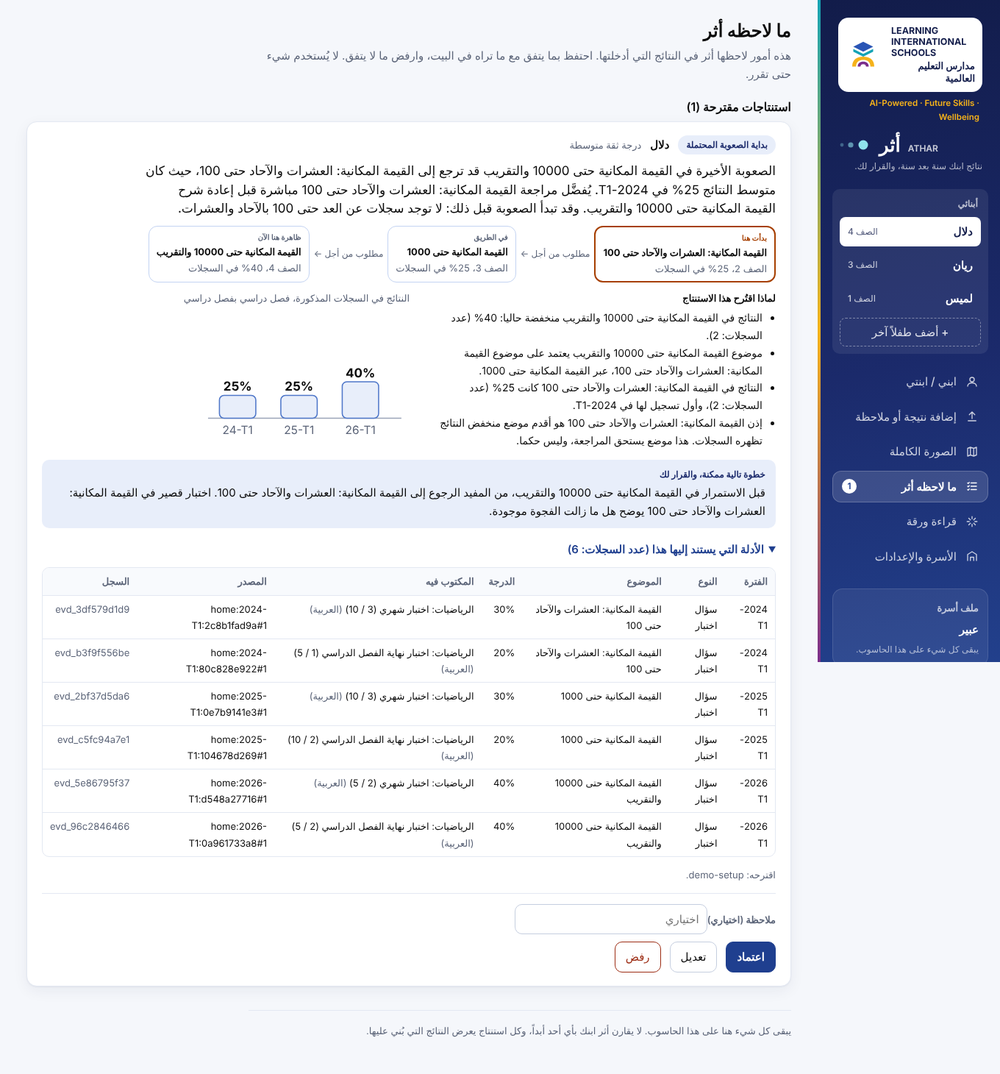 LEARNING
INTERNATIONAL
SCHOOLS
مدارس التعليم
العالمية
AI-Powered · Future Skills ·
Wellbeing
أثر ATHAR
نتائج ابنك سنة بعد سنة، والقرار لك.
أبنائي
دلال الصف 4
ريان الصف 3
لميس الصف 1
+ أضف طفلاً آخر
ابني / ابنتي
إضافة نتيجة أو ملاحظة
الصورة الكاملة
ما لاحظه أثر 1
قراءة ورقة
الأسرة والإعدادات
ملف أسرة
عبير
يبقى كل شيء على هذا الحاسوب.
ما لاحظه أثر
هذه أمور لاحظها أثر في النتائج التي أدخلتها. احتفظ بما يتفق مع ما تراه في البيت، وارفض ما لا يتفق. لا يُستخدم شيء
حتى تقرر.
استنتاجات مقترحة (1)
بداية الصعوبة المحتملة دلال درجة ثقة متوسطة
الصعوبة الأخيرة في القيمة المكانية حتى 10000 والتقريب قد ترجع إلى القيمة المكانية: العشرات والآحاد حتى 100، حيث كان
متوسط النتائج 25% في 2024-T1. يُفضَّل مراجعة القيمة المكانية: العشرات والآحاد حتى 100 مباشرة قبل إعادة شرح
القيمة المكانية حتى 10000 والتقريب. وقد تبدأ الصعوبة قبل ذلك: لا توجد سجلات عن العد حتى 100 بالآحاد والعشرات.
بدأت هنا
القيمة المكانية: العشرات والآحاد حتى 100
الصف 2، 25% في السجلات
مطلوب من أجل ←
في الطريق
القيمة المكانية حتى 1000
الصف 3، 25% في السجلات
مطلوب من أجل ←
ظاهرة هنا الآن
القيمة المكانية حتى 10000 والتقريب
الصف 4، 40% في السجلات
لماذا اقتُرح هذا الاستنتاج
النتائج في القيمة المكانية حتى 10000 والتقريب منخفضة حاليا: 40% (عدد
السجلات: 2).
موضوع القيمة المكانية حتى 10000 والتقريب يعتمد على موضوع القيمة
المكانية: العشرات والآحاد حتى 100، عبر القيمة المكانية حتى 1000.
النتائج في القيمة المكانية: العشرات والآحاد حتى 100 كانت 25% (عدد
السجلات: 2)، وأول تسجيل لها في 2024-T1.
إذن القيمة المكانية: العشرات والآحاد حتى 100 هو أقدم موضع منخفض النتائج
تظهره السجلات. هذا موضع يستحق المراجعة، وليس حكما.
النتائج في السجلات المذكورة، فصل دراسي بفصل دراسي
25% 25% 40%
24-T1 25-T1 26-T1
خطوة تالية ممكنة، والقرار لك
قبل الاستمرار في القيمة المكانية حتى 10000 والتقريب، من المفيد الرجوع إلى القيمة المكانية: العشرات والآحاد حتى 100. اختبار قصير في القيمة المكانية:
العشرات والآحاد حتى 100 يوضح هل ما زالت الفجوة موجودة.
▼ الأدلة التي يستند إليها هذا (عدد السجلات: 6)
الفترة النوع الموضوع الدرجة المكتوب فيه المصدر السجل
2024-T1 سؤال اختبار القيمة المكانية: العشرات والآحاد حتى 100 30% الرياضيات: اختبار شهري (3 / 10) (العربية) home:2024-T1:2c8b1fad9a#1 evd_3df579d1d9
2024-T1 سؤال اختبار القيمة المكانية: العشرات والآحاد حتى 100 20% الرياضيات: اختبار نهاية الفصل الدراسي (1 / 5) (العربية) home:2024-T1:80c828e922#1 evd_b3f9f556be
2025-T1 سؤال اختبار القيمة المكانية حتى 1000 30% الرياضيات: اختبار شهري (3 / 10) (العربية) home:2025-T1:0e7b9141e3#1 evd_2bf37d5da6
2025-T1 سؤال اختبار القيمة المكانية حتى 1000 20% الرياضيات: اختبار نهاية الفصل الدراسي (2 / 10) (العربية) home:2025-T1:104678d269#1 evd_c5fc94a7e1
2026-T1 سؤال اختبار القيمة المكانية حتى 10000 والتقريب 40% الرياضيات: اختبار شهري (2 / 5) (العربية) home:2026-T1:d548a27716#1 evd_5e86795f37
2026-T1 سؤال اختبار القيمة المكانية حتى 10000 والتقريب 40% الرياضيات: اختبار نهاية الفصل الدراسي (2 / 5) (العربية) home:2026-T1:0a961733a8#1 evd_96c2846466
اقترحه: demo-setup.
ملاحظة (اختياري) اختياري
اعتماد تعديل رفض
يبقى كل شيء هنا على هذا الحاسوب. لا يقارن أثر ابنك بأي أحد أبداً، وكل استنتاج يعرض النتائج التي بُني عليها.